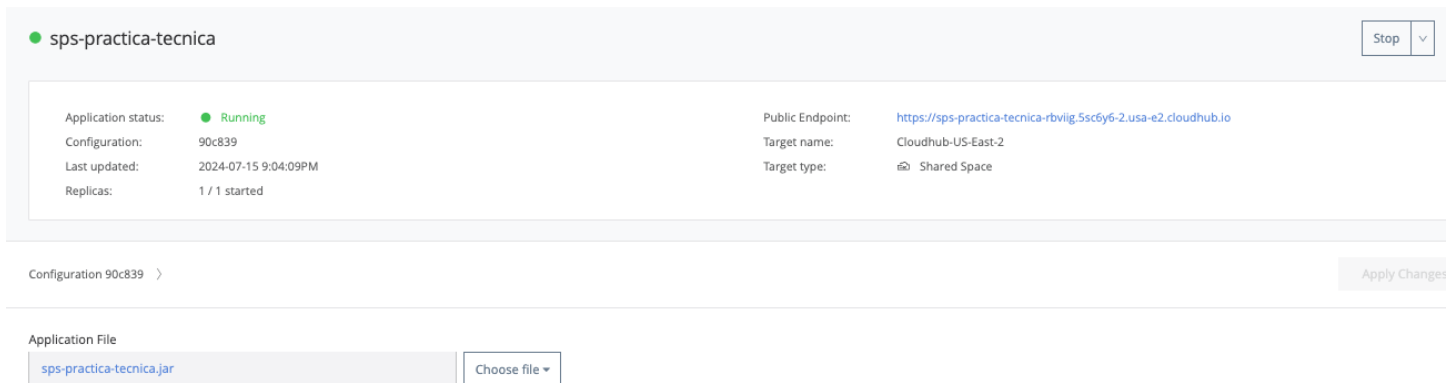 sps-practica-tecnica
Stop
Application status: Running
Public Endpoint: https://sps-practica-tecnica-rbviig.5sc6y6-2.usa-e2.cloudhub.io
Configuration: 90c839
Target name: Cloudhub-US-East-2
Last updated: 2024-07-15 9:04:09PM
Target type: Shared Space
Replicas: 1 / 1 started
Configuration 90c839
Apply Changes
Application File
sps-practica-tecnica.jar
Choose file